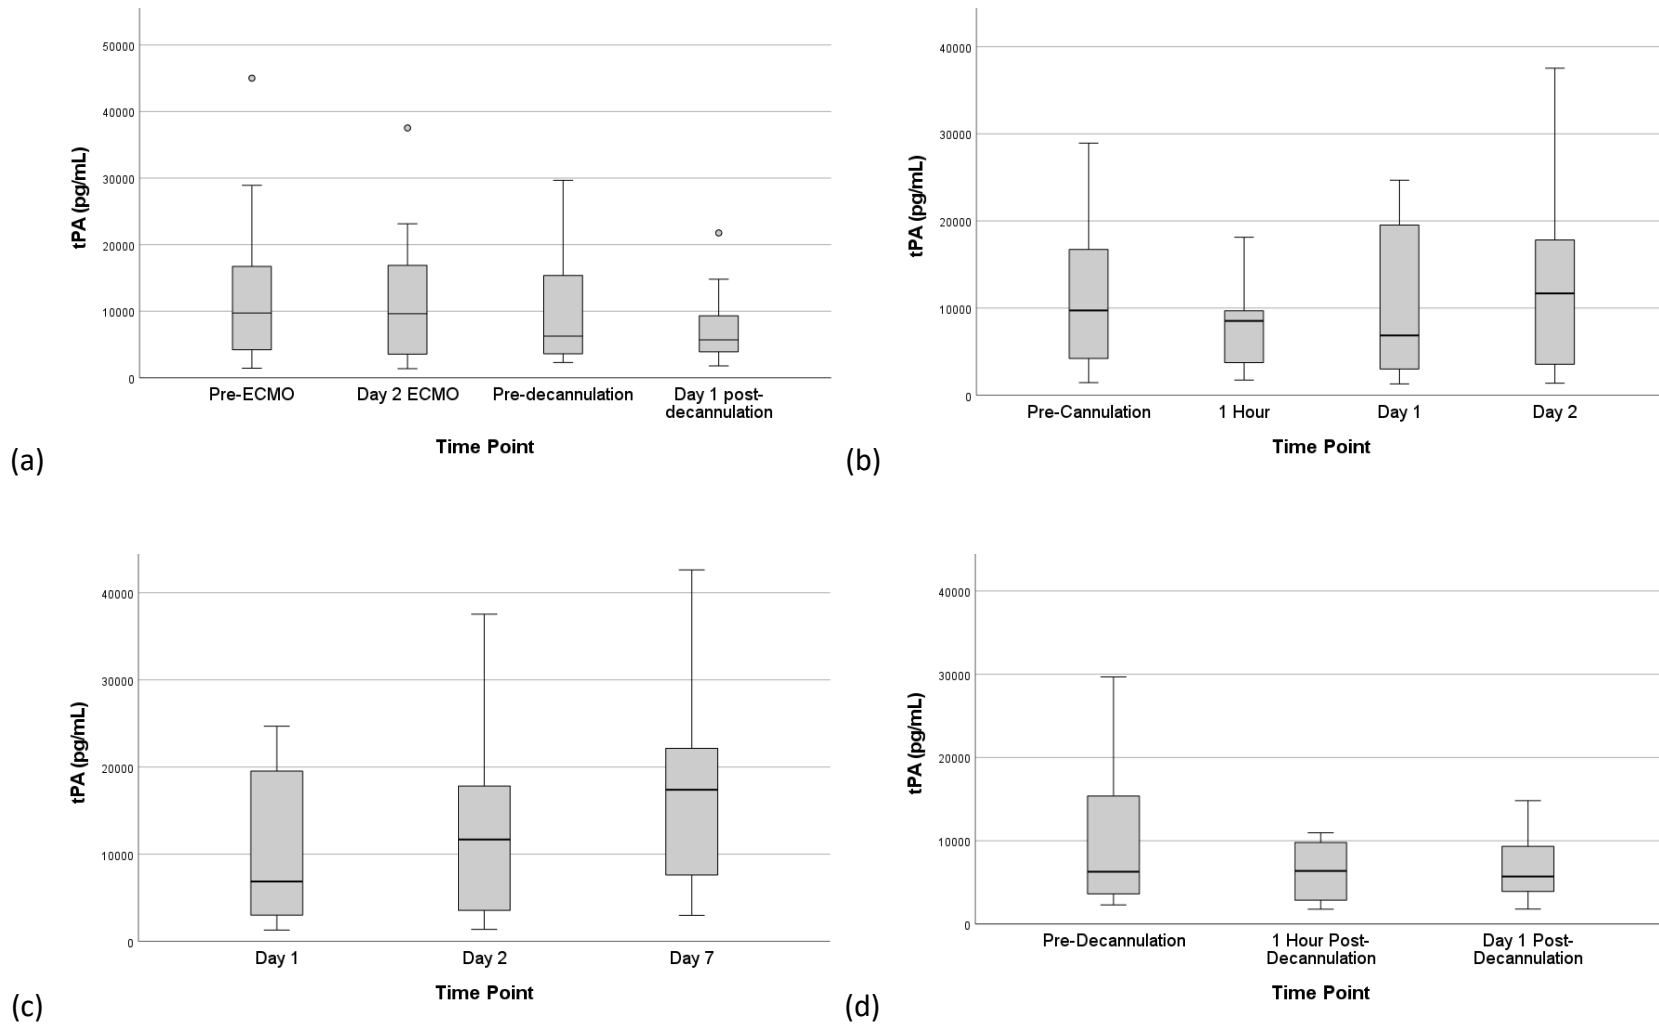 50000
40000
30000
20000
10000
0
tPA (pg/mL)
Pre-ECMO
Day 2 ECMO
Pre-decannulation
Day 1 post-
decannulation
Time Point
(a)
40000
30000
20000
10000
0
tPA (pg/mL)
Pre-Cannulation
1 Hour
Day 1
Day 2
Time Point
(b)
40000
30000
20000
10000
0
tPA (pg/mL)
Day 1
Day 2
Day 7
Time Point
(c)
40000
30000
20000
10000
0
tPA (pg/mL)
Pre-Decannulation
1 Hour Post-
Decannulation
Day 1 Post-
Decannulation
Time Point
(d)